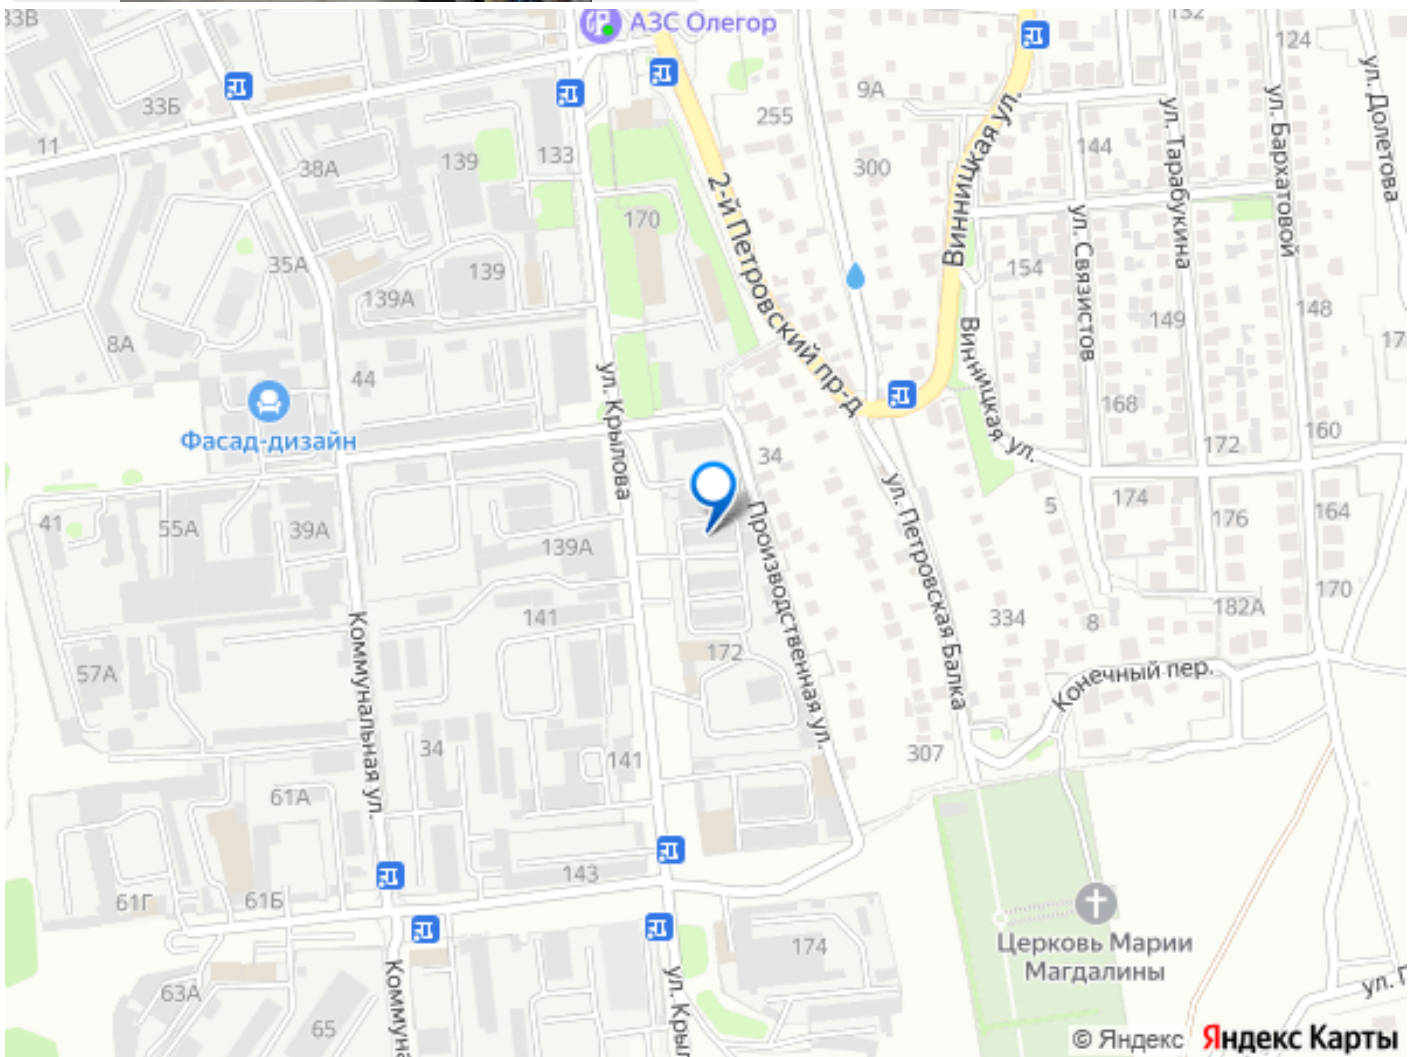 33В
АЗС Олегор
132
124
ул. Долетова
33Б
9А
255
ул. Бархатовой
ул. Тарабукина
11
38А
139
133
300
144
Винницкая ул.
2-й Петровский пр-д
170
ул. Связистов
35А
139
154
139А
148
149
8А
Винницкая ул.
17
44
ул. Крылова
168
Фасад-дизайн
160
172
34
ул. Петровская Балка
174
5
176
164
41
55А
39А
139А
Производственная ул.
170
182А
141
334
8
Коммунальная ул.
172
57А
Конечный пер.
34
307
141
61А
143
61Г
61Б
Церковь Марии
Магдалины
174
63А
ул. Крыл
Коммуна
ул. Г
65
© Яндекс Яндекс Карты